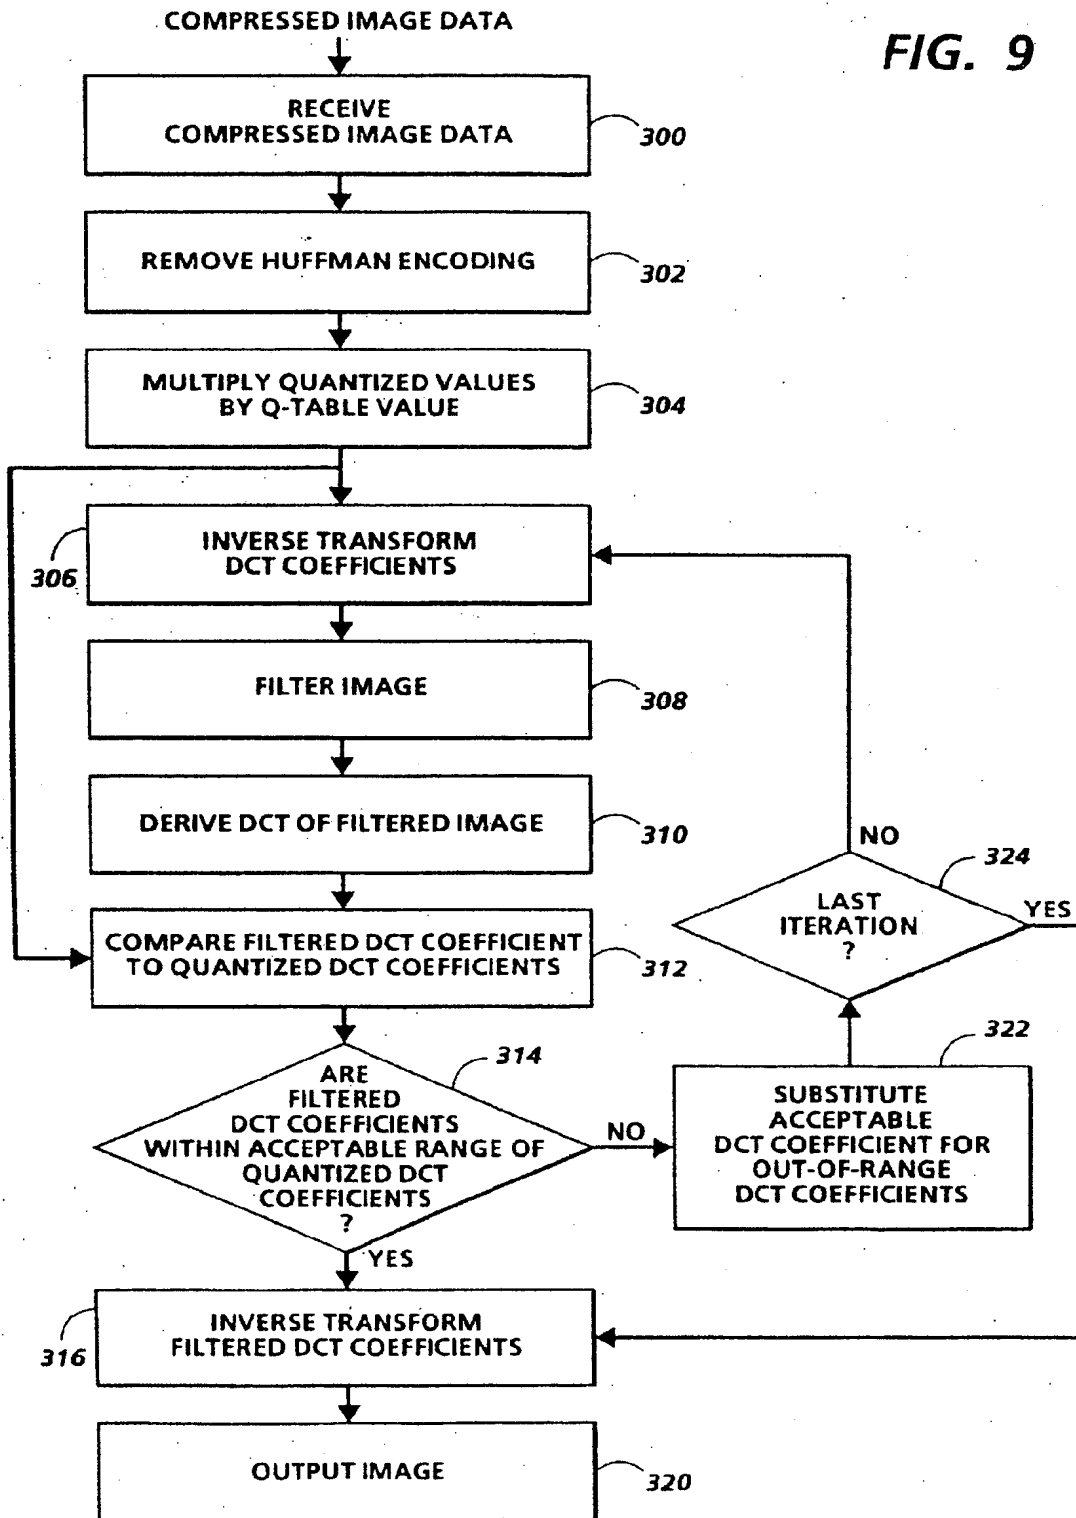 COMPRESSED IMAGE DATA
FIG. 9
RECEIVE
COMPRESSED IMAGE DATA
300
REMOVE HUFFMAN ENCODING
302
MULTIPLY QUANTIZED VALUES
BY Q-TABLE VALUE
304
INVERSE TRANSFORM
DCT COEFFICIENTS
306
FILTER IMAGE
308
DERIVE DCT OF FILTERED IMAGE
310
COMPARE FILTERED DCT COEFFICIENT
TO QUANTIZED DCT COEFFICIENTS
312
ARE
FILTERED
DCT COEFFICIENTS
WITHIN ACCEPTABLE RANGE OF
QUANTIZED DCT
COEFFICIENTS
?
314
NO
YES
SUBSTITUTE
ACCEPTABLE
DCT COEFFICIENT FOR
OUT-OF-RANGE
DCT COEFFICIENTS
322
LAST
ITERATION
?
324
NO
YES
INVERSE TRANSFORM
FILTERED DCT COEFFICIENTS
316
OUTPUT IMAGE
320